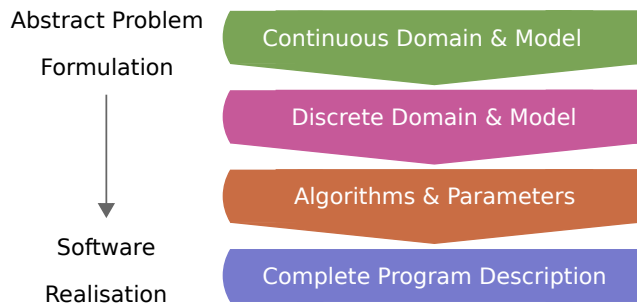 Abstract Problem
Formulation
Software
Realisation
Continuous Domain & Model
Discrete Domain & Model
Algorithms & Parameters
Complete Program Description